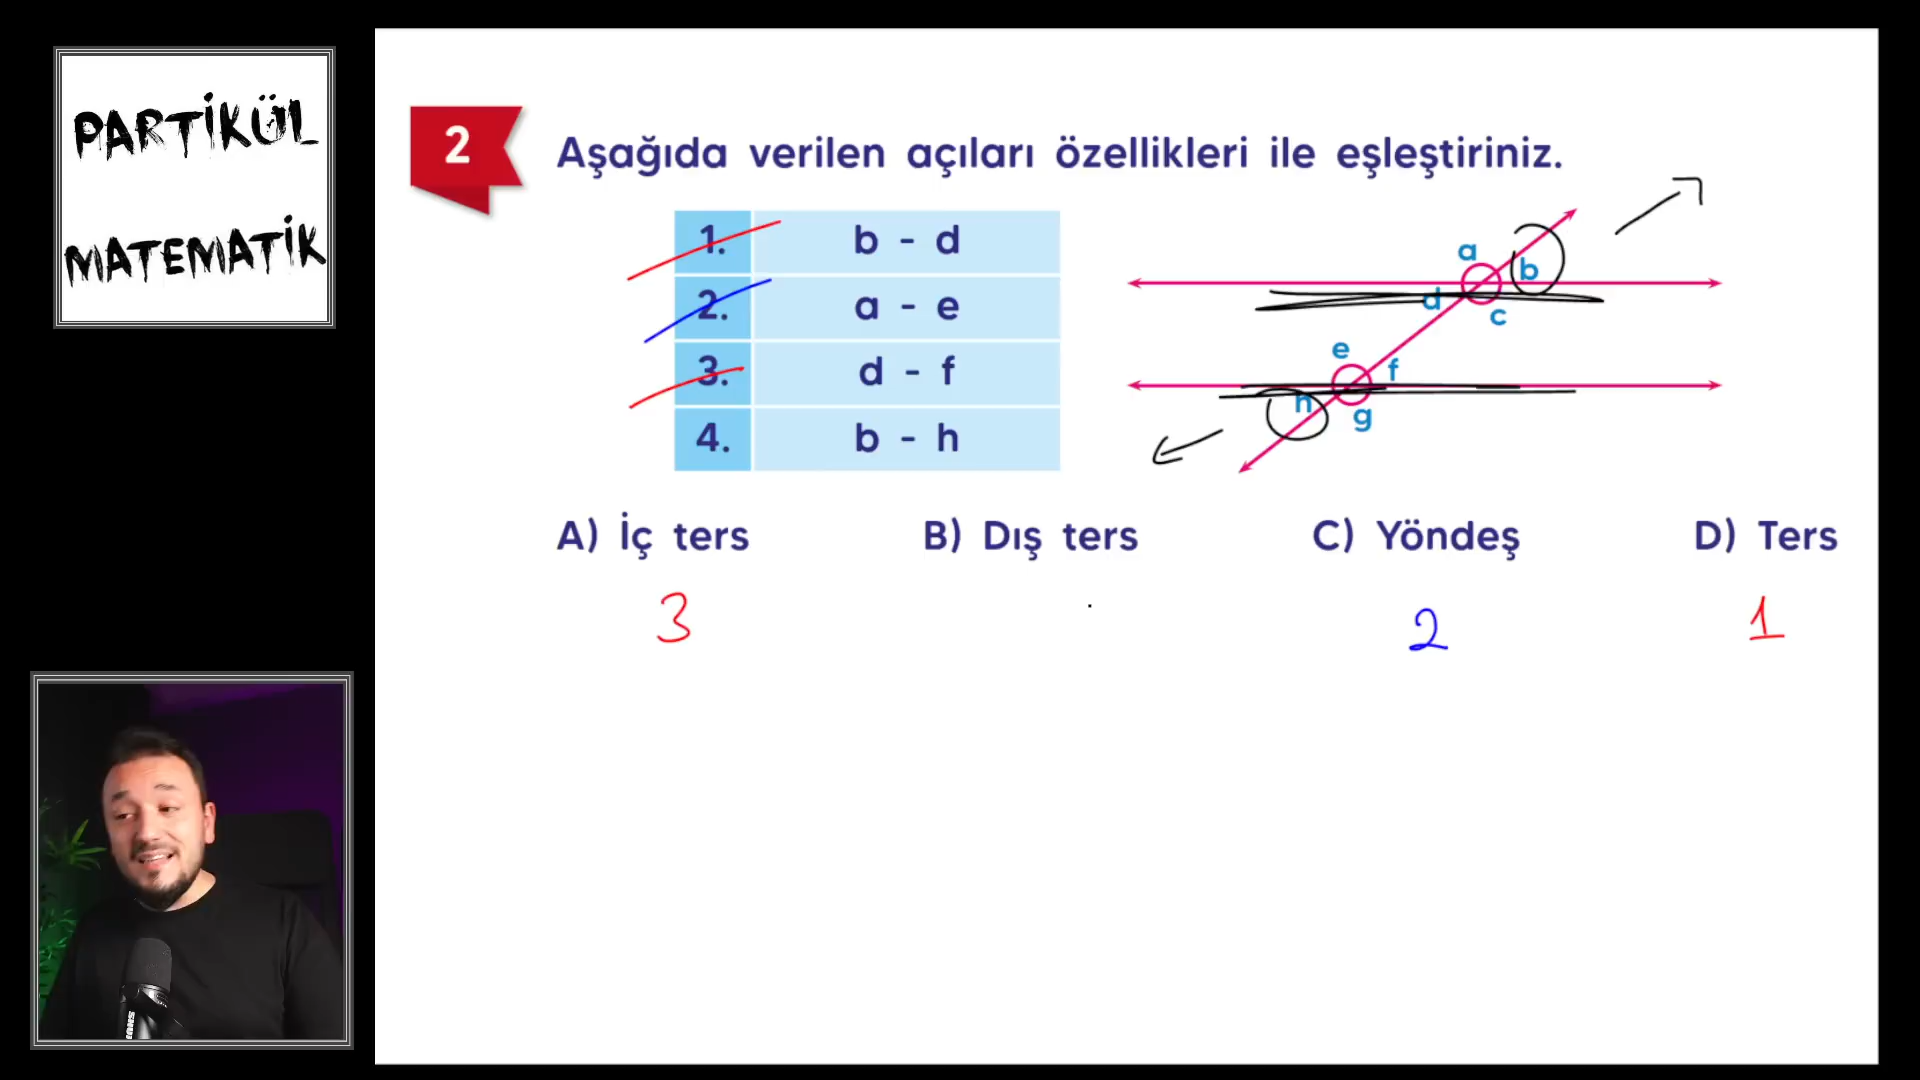 PARTİKÜL
MATEMATİK
2
Aşağıda verilen açıları özellikleri ile eşleştiriniz.
1. b - d
2. a - e
3. d - f
4. b - h
a
b
d
c
e
f
h
g
A) İç ters B) Dış ters C) Yöndeş D) Ters
3 2 1